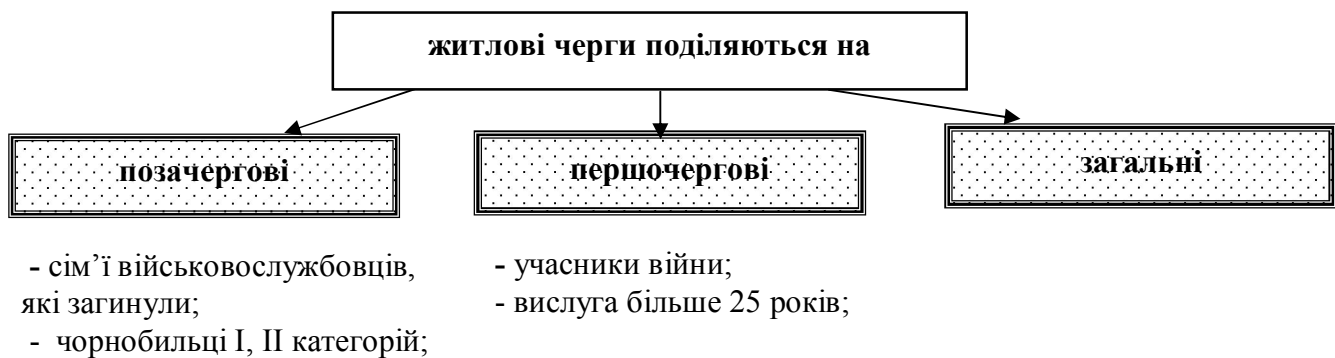 житлові черги поділяються на
позачергові
першочергові
загальні
- сім’ї військовослужбовців,
які загинули;
- чорнобильці І, ІІ категорій;
- учасники війни;
- вислуга більше 25 років;